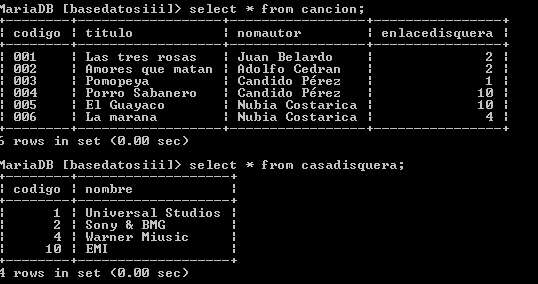 MariaDB [basedatosiii]> select * from cancion;
codigo | titulo | nomautor | enlacedisquera
001 | Las tres rosas | Juan Belardo | 2
002 | Amores que matan | Adolfo Cedran | 2
003 | Pomopeya | Candido Pérez | 1
004 | Porro Sabanero | Candido Pérez | 10
005 | El Guayaco | Nubia Costarica | 10
006 | La marana | Nubia Costarica | 4
6 rows in set (0.00 sec)
MariaDB [basedatosiii]> select * from casadisquera;
codigo | nombre
1 | Universal Studios
2 | Sony & BMG
4 | Warner Miusic
10 | EMI
4 rows in set (0.00 sec)